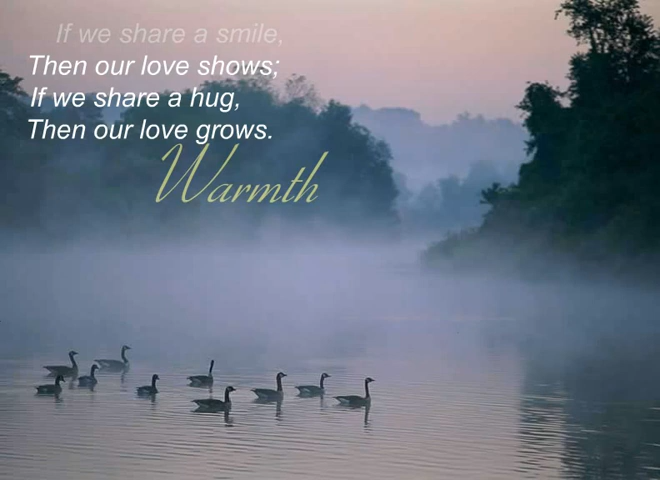 If we share a smile,
Then our love shows;
If we share a hug,
Then our love grows.
Warmth